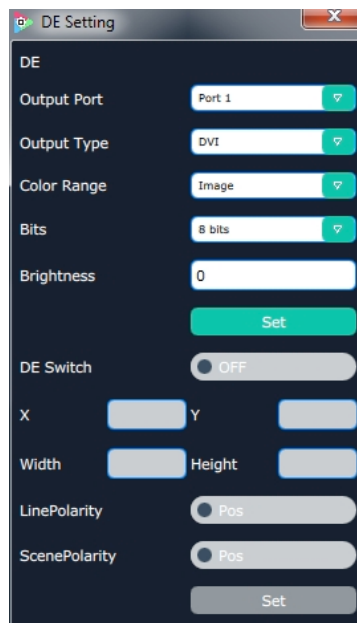 DE Setting
DE
Output Port Port 1
Output Type DVI
Color Range Image
Bits 8 bits
Brightness 0
Set
DE Switch OFF
X Y
Width Height
LinePolarity Pos
ScenePolarity Pos
Set